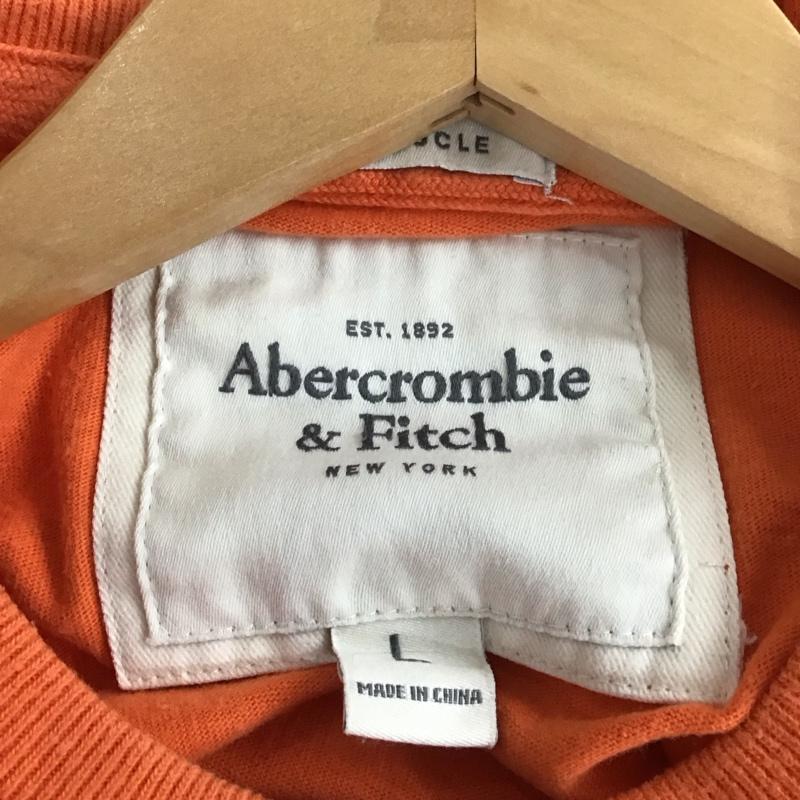 EST. 1892
Abercrombie
& Fitch
NEW YORK
L
MADE IN CHINA